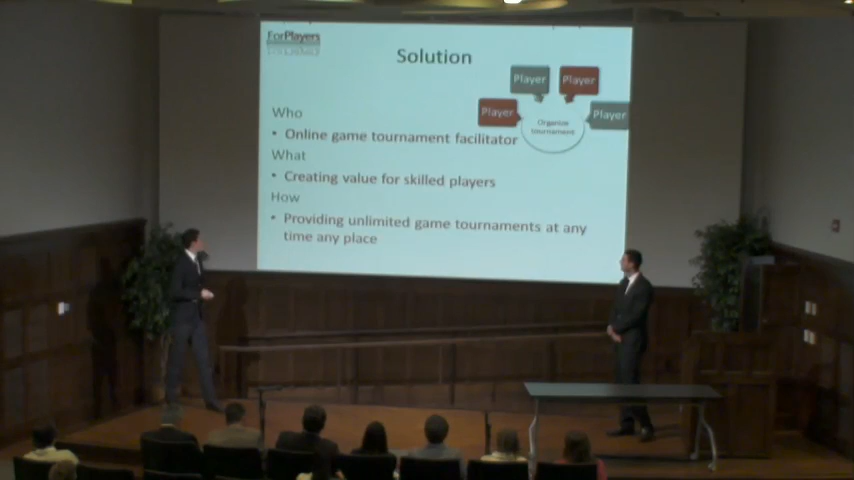 ForPlayers
Solution
Player
Player
Player
Player
Organize
tournament
Who
• Online game tournament facilitator
What
• Creating value for skilled players
How
• Providing unlimited game tournaments at any
time any place